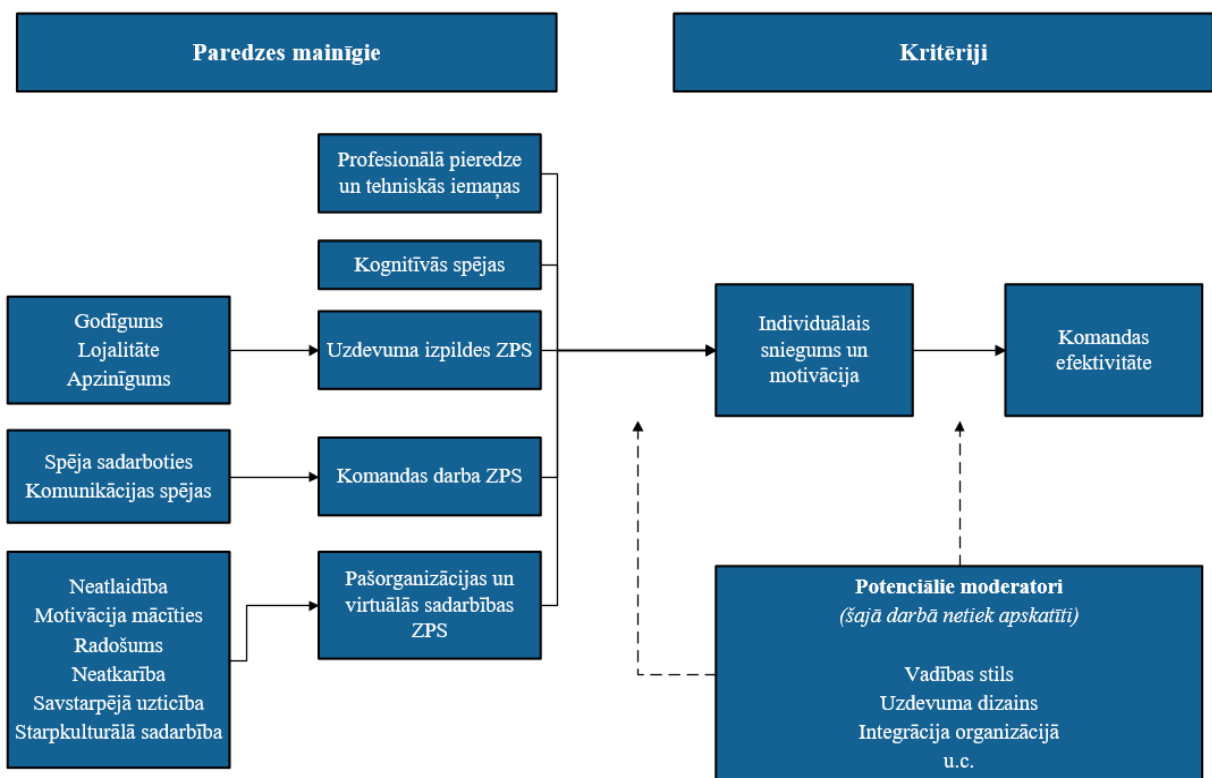 Paredzes mainīgie
Kritēriji
Profesionālā pieredze
un tehniskās iemaņas
Kognitīvās spējas
Godīgums
Lojalitāte
Apzinīgums
Uzdevuma izpildes ZPS
Individuālais
sniegums un
motivācija
Komandas
efektivitāte
Spēja sadarboties
Komunikācijas spējas
Komandas darba ZPS
Neatlaidība
Motivācija mācīties
Radošums
Neatkarība
Savstarpējā uzticība
Starpkulturālā sadarbība
Pašorganizācijas un
virtuālās sadarbības
ZPS
Potenciālie moderatori
(šajā darbā netiek apskatīti)
Vadības stils
Uzdevuma dizains
Integrācija organizācijā
u.c.